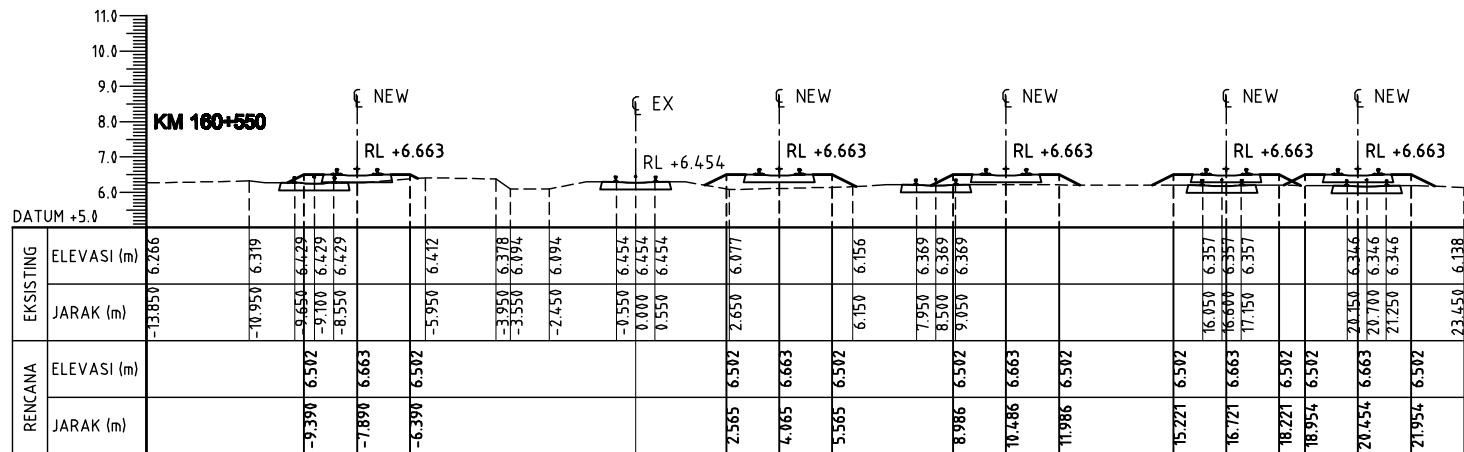 11.0
10.0
9.0
8.0
7.0
6.0
KM 160+550
DATUM +5.0
℄ NEW
℄ EX
℄ NEW
℄ NEW
℄ NEW
℄ NEW
RL +6.663
RL +6.454
RL +6.663
RL +6.663
RL +6.663
RL +6.663
EKSISTING
ELEVASI (m) 6.266 6.319 6.429 6.429 6.429 6.412 6.378 6.094 6.094 6.454 6.454 6.454 6.077 6.156 6.369 6.369 6.369 6.357 6.357 6.357 6.346 6.346 6.346 6.138
JARAK (m) -13.850 -10.950 -9.650 -9.100 -8.550 -5.950 -3.950 -3.550 -2.450 -0.550 0.000 0.550 2.650 6.150 7.950 8.500 9.050 16.050 16.600 17.150 20.150 20.700 21.250 23.450
RENCANA
ELEVASI (m) 6.502 6.663 6.502 6.502 6.663 6.502 6.502 6.663 6.502 6.502 6.663 6.502 6.502 6.663 6.502
JARAK (m) -9.390 -7.890 -6.390 2.565 4.065 5.565 8.986 10.486 11.986 15.221 16.721 18.221 18.954 20.454 21.954